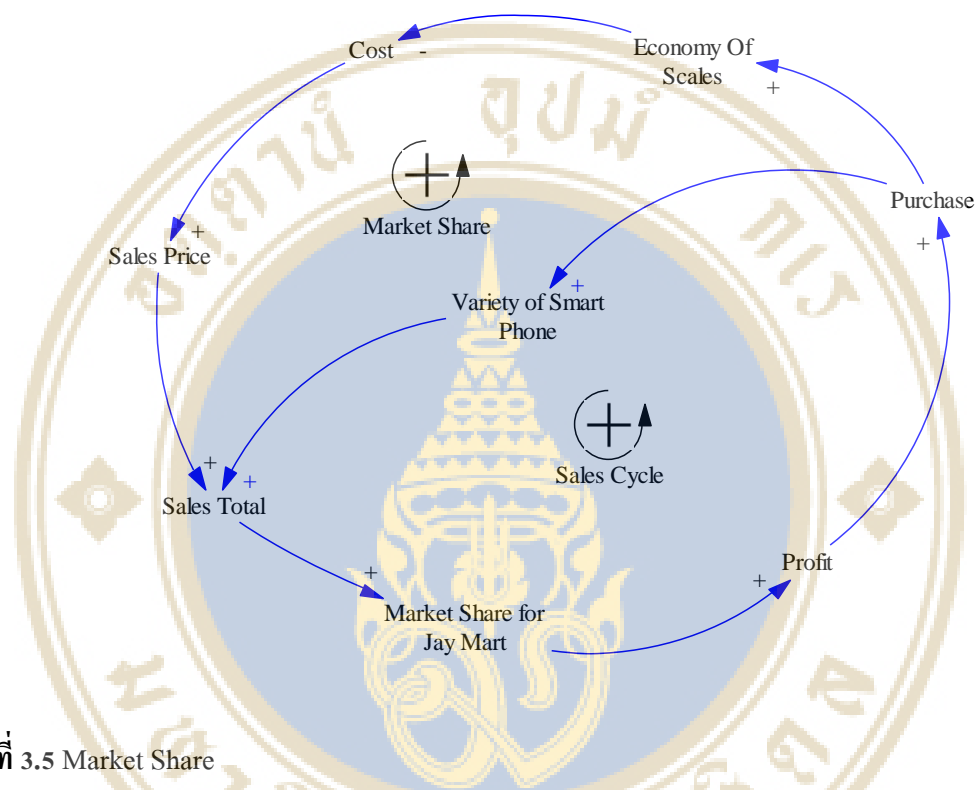 Cost -
Economy Of
Scales
+
Purchase
+
Market Share
+
Sales Price
+
Variety of Smart
Phone
Sales Cycle
+
+
Sales Total
Profit
+
+
Market Share for
Jay Mart
ที่ 3.5 Market Share